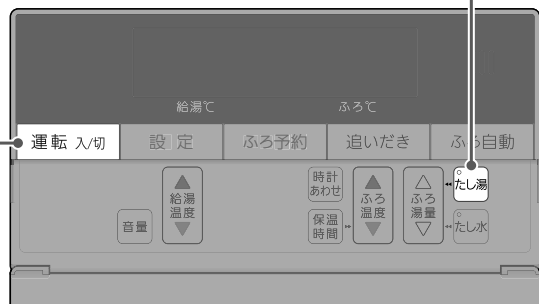 給湯℃ ふろ℃
運転 入/切 設定 ふろ予約 追いだき ふろ自動
音量
給湯
温度
時計
あわせ
保温
時間
ふろ
温度
ふろ
湯量
たし湯
たし水